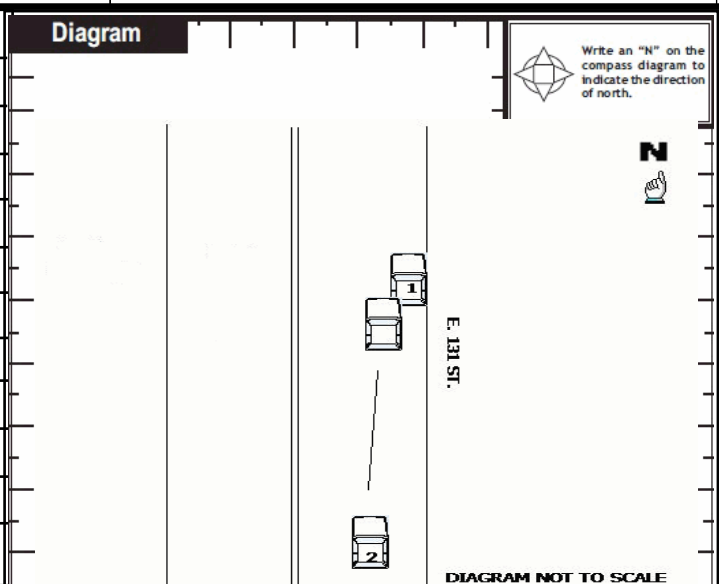 Diagram
Write an “N” on the
compass diagram to
indicate the direction
of north.
N
1
E. 131 ST.
2
DIAGRAM NOT TO SCALE